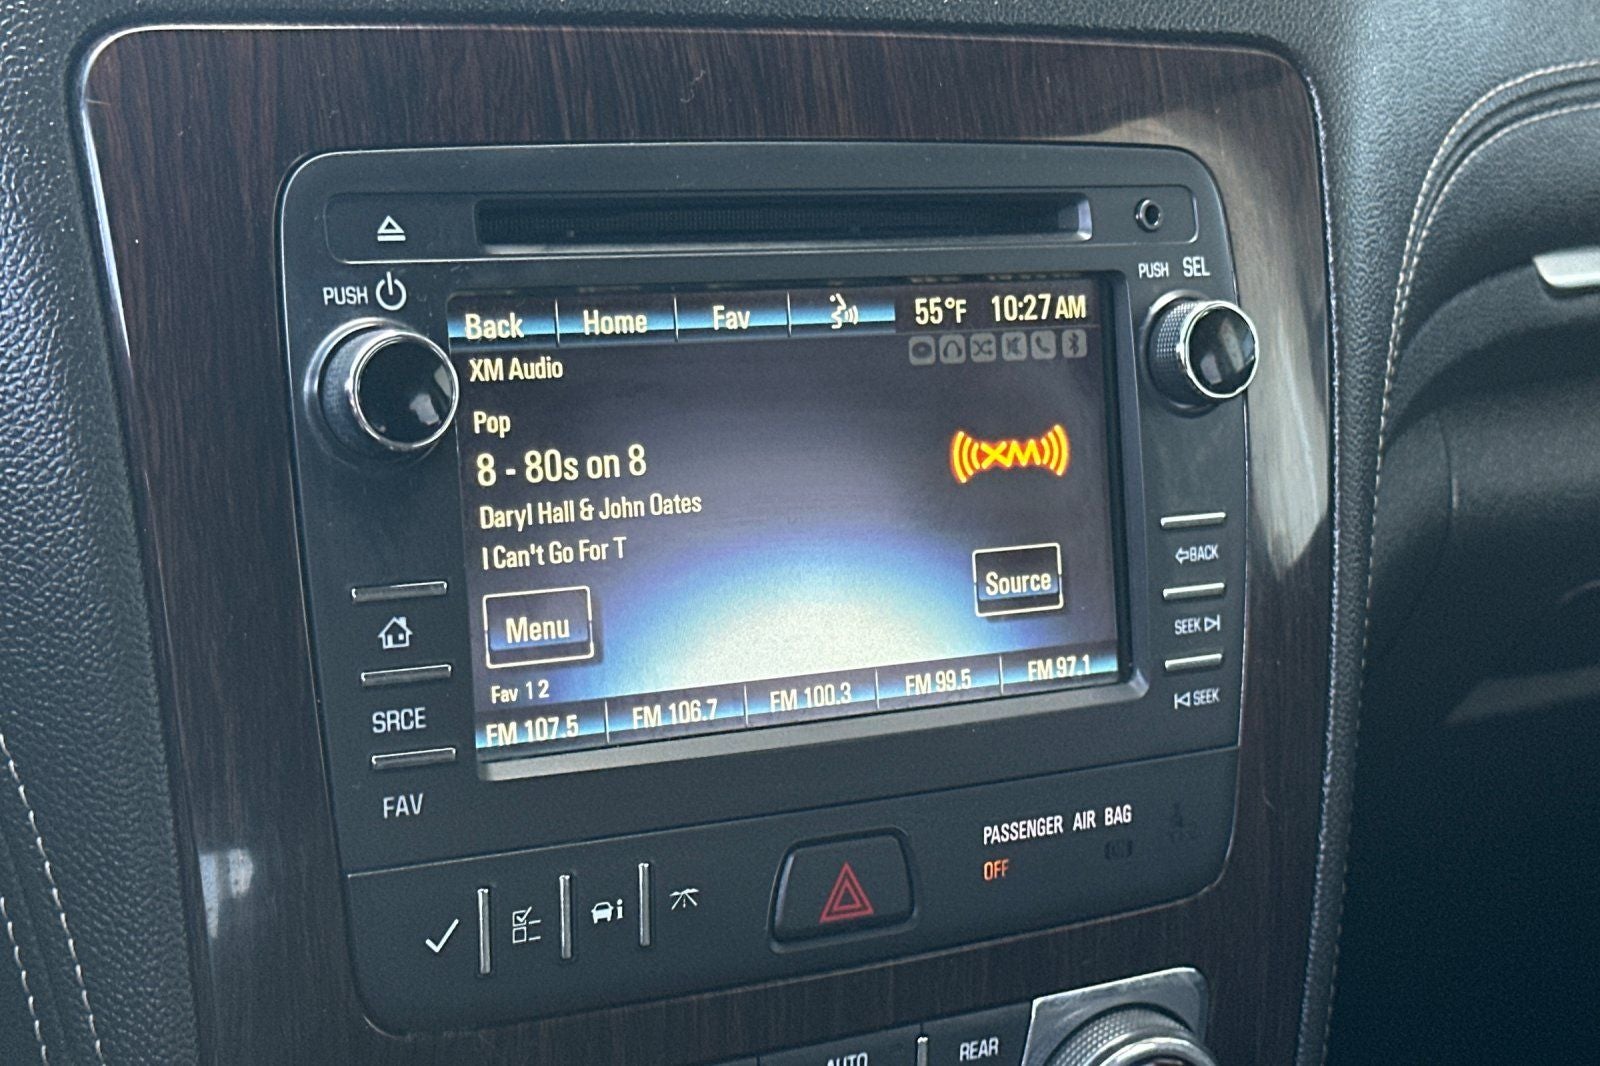 PUSH
PUSH SEL
Back Home Fav 55°F 10:27 AM
XM Audio
Pop
8 - 80s on 8
((XM))
Daryl Hall & John Oates
I Can't Go For T
Source
Menu
Fav 1 2
FM 107.5 FM 106.7 FM 100.3 FM 99.5 FM 97.1
BACK
SEEK
SEEK
SRCE
FAV
PASSENGER AIR BAG
OFF
i
AUTO
REAR